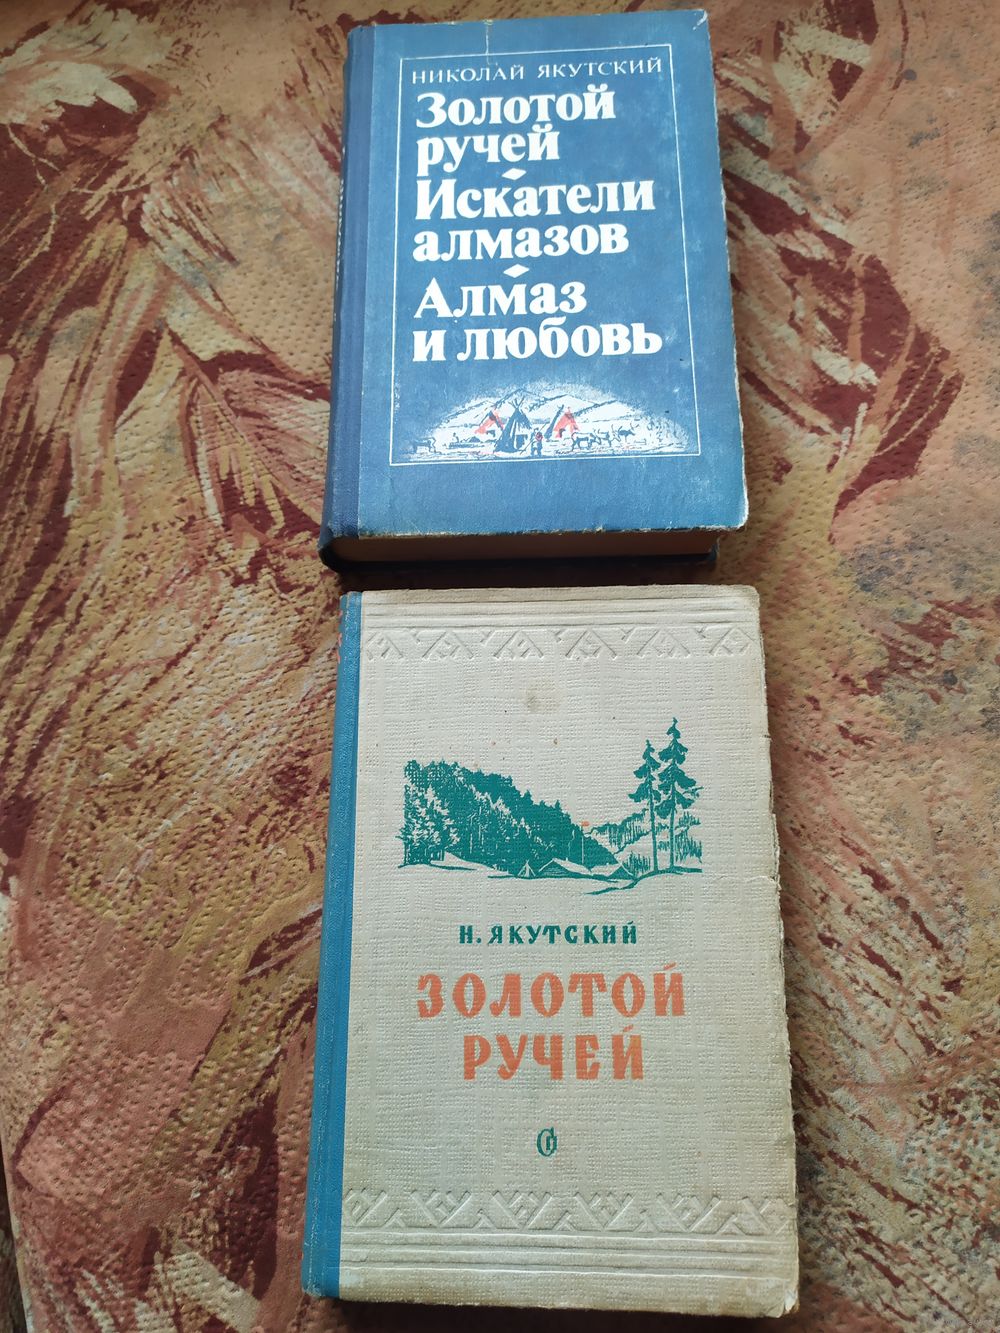 НИКОЛАЙ ЯКУТСКИЙ
Золотой
ручей
Искатели
алмазов
Алмаз
и любовь
Н. ЯКУТСКИЙ
ЗОЛОТОЙ
РУЧЕЙ